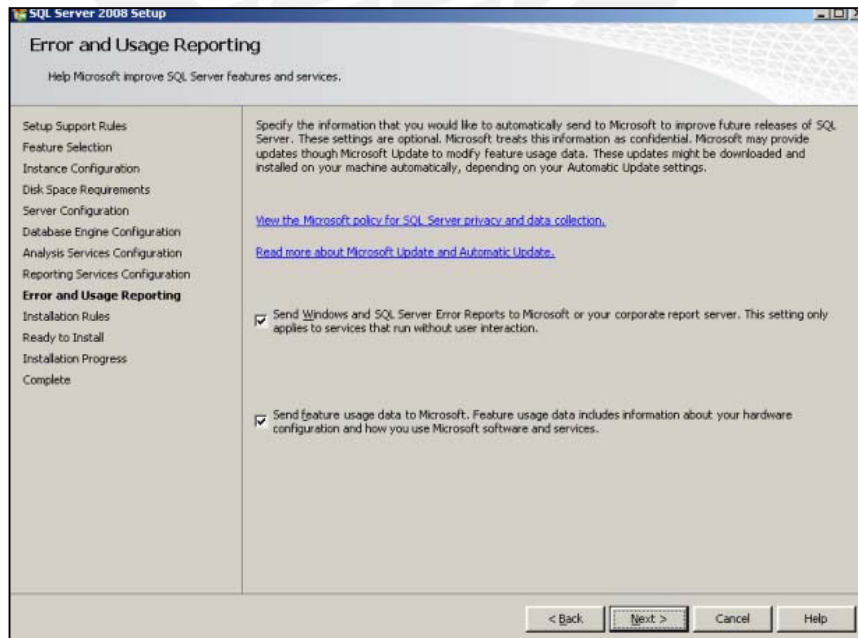 SQL Server 2008 Setup
Error and Usage Reporting
Help Microsoft improve SQL Server features and services.
Setup Support Rules
Feature Selection
Instance Configuration
Disk Space Requirements
Server Configuration
Database Engine Configuration
Analysis Services Configuration
Reporting Services Configuration
Error and Usage Reporting
Installation Rules
Ready to Install
Installation Progress
Complete
Specify the information that you would like to automatically send to Microsoft to improve future releases of SQL
Server. These settings are optional. Microsoft treats this information as confidential. Microsoft may provide
updates though Microsoft Update to modify feature usage data. These updates might be downloaded and
installed on your machine automatically, depending on your Automatic Update settings.
View the Microsoft policy for SQL Server privacy and data collection.
Read more about Microsoft Update and Automatic Update.
Send Windows and SQL Server Error Reports to Microsoft or your corporate report server. This setting only
applies to services that run without user interaction.
Send feature usage data to Microsoft. Feature usage data includes information about your hardware
configuration and how you use Microsoft software and services.
< Back Next > Cancel Help